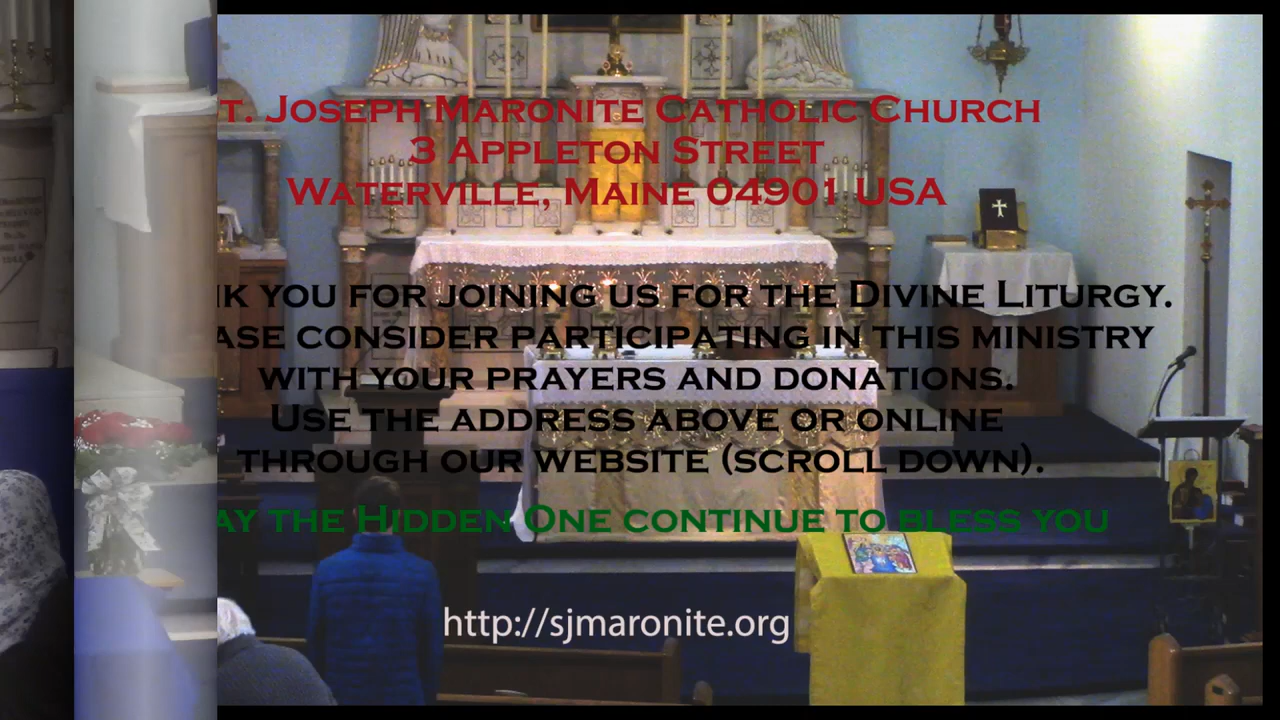 T. Joseph Maronite Catholic Church
3 Appleton Street
Waterville, Maine 04901 USA
K YOU FOR JOINING US FOR THE Divine Liturgy.
ASE CONSIDER PARTICIPATING IN THIS MINISTRY
WITH YOUR PRAYERS AND DONATIONS.
Use the address above or online
through our website (scroll down).
AY THE Hidden One continue to bless you
http://sjmaronite.org